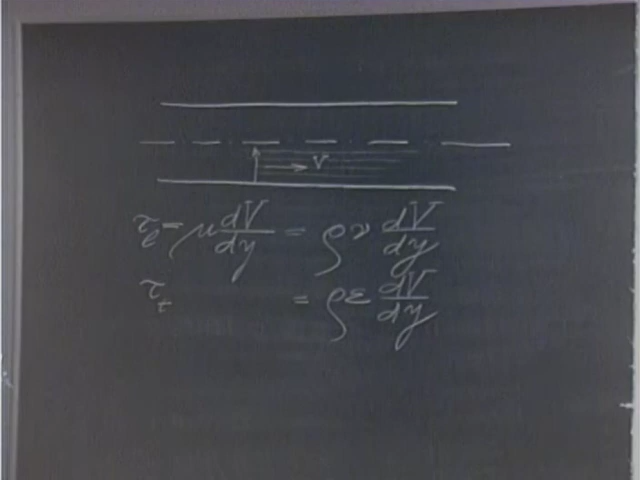 V
τ_ℓ = μ dV/dy = ρν dV/dy
τ_t = ρε dV/dy